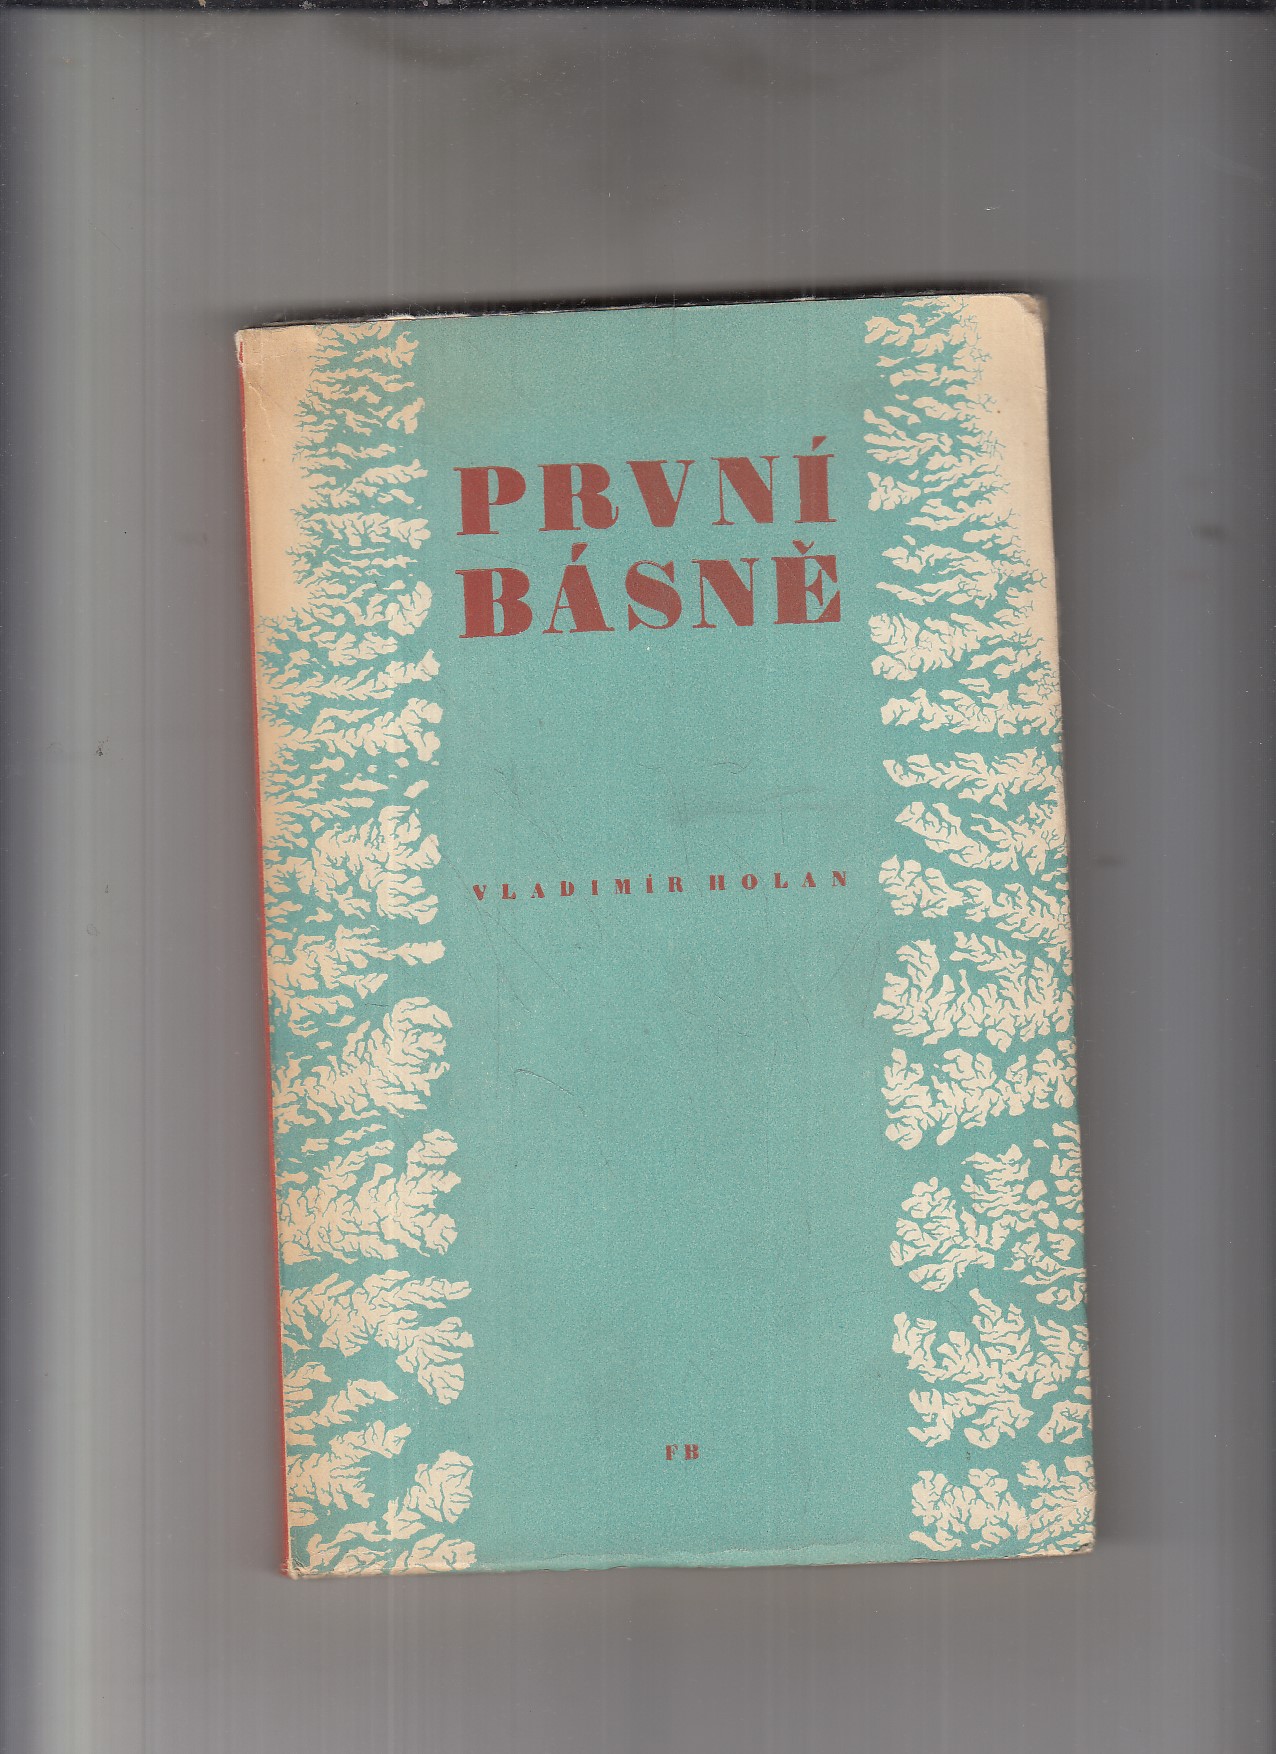 PRVNÍ
BÁSNĚ
VLADIMÍR HOLAN
FB